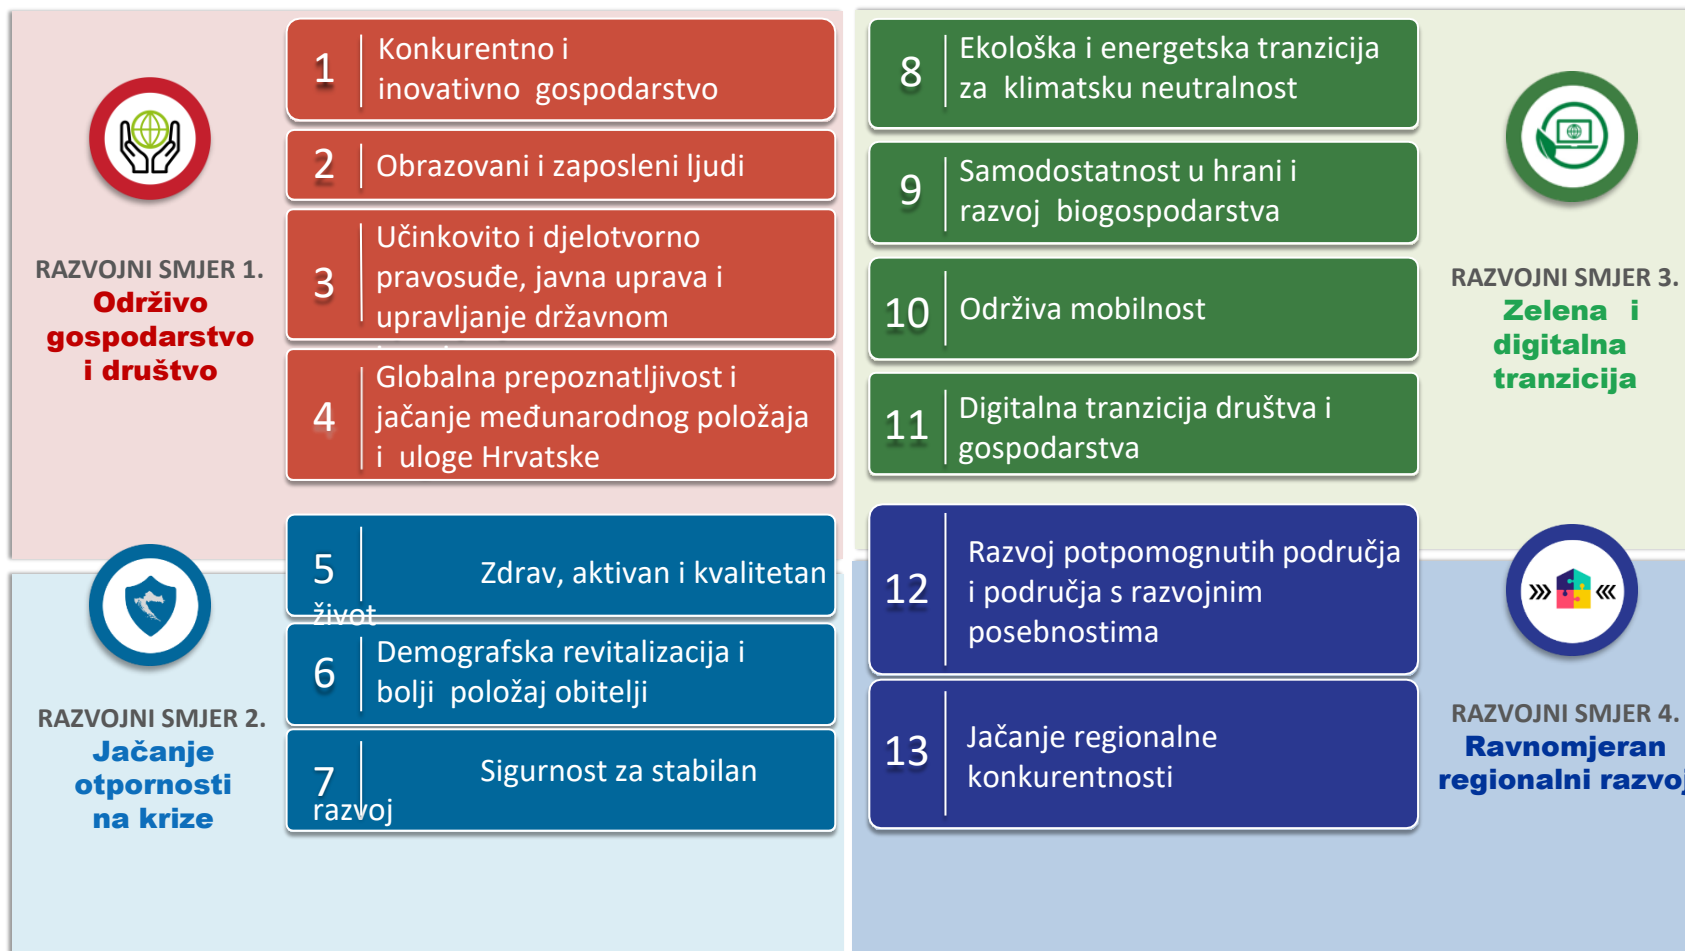 RAZVOJNI SMJER 1.
Održivo
gospodarstvo
i društvo
1
Konkurentno i
inovativno gospodarstvo
2
Obrazovani i zaposleni ljudi
3
Učinkovito i djelotvorno
pravosuđe, javna uprava i
upravljanje državnom
4
Globalna prepoznatljivost i
jačanje međunarodnog položaja
i uloge Hrvatske
RAZVOJNI SMJER 2.
Jačanje
otpornosti
na krize
5 Zdrav, aktivan i kvalitetan
život
6
Demografska revitalizacija i
bolji položaj obitelji
7 Sigurnost za stabilan
razvoj
8
Ekološka i energetska tranzicija
za klimatsku neutralnost
9
Samodostatnost u hrani i
razvoj biogospodarstva
10
Održiva mobilnost
11
Digitalna tranzicija društva i
gospodarstva
RAZVOJNI SMJER 3.
Zelena i
digitalna
tranzicija
12
Razvoj potpomognutih područja
i područja s razvojnim
posebnostima
13
Jačanje regionalne
konkurentnosti
RAZVOJNI SMJER 4.
Ravnomjeran
regionalni razvoj